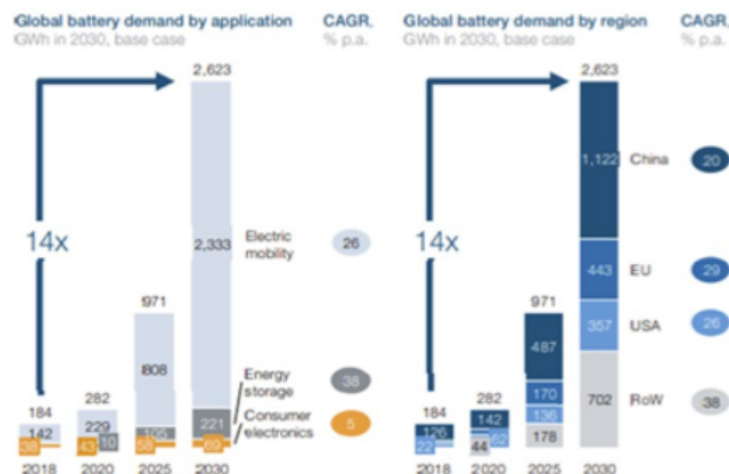 Global battery demand by application
GWh in 2030, base case
CAGR,
% p.a.
2,623
14x
2,333
Electric mobility
26
971
808
Energy storage
38
282
184
229
142
105
221
Consumer electronics
5
38
43
10
58
69
2018
2020
2025
2030
Global battery demand by region
GWh in 2030, base case
CAGR,
% p.a.
2,623
1,122
China
20
14x
443
EU
29
971
357
USA
26
487
170
282
136
702
RoW
38
184
142
126
62
178
22
44
2018
2020
2025
2030